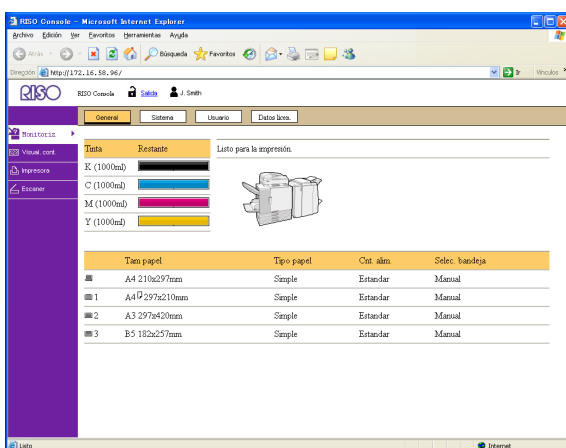 RISO Console - Microsoft Internet Explorer
Archivo Edición Ver Favoritos Herramientas Ayuda
Atrás Búsqueda Favoritos
Dirección http://172.16.58.96/ Ir Vínculos
RISO RISO Consola Salida J. Smith
General Sistema Usuario Datos licen.
Monitoriz.
Visual. cont.
Impresora
Escaner
Tinta Restante Listo para la impresión.
K (1000ml)
C (1000ml)
M (1000ml)
Y (1000ml)
Tam papel Tipo papel Cnt. alim. Selec. bandeja
A4 210x297mm Simple Estandar Manual
1 A4 297x210mm Simple Estandar Manual
2 A3 297x420mm Simple Estandar Manual
3 B5 182x257mm Simple Estandar Manual
Listo Internet